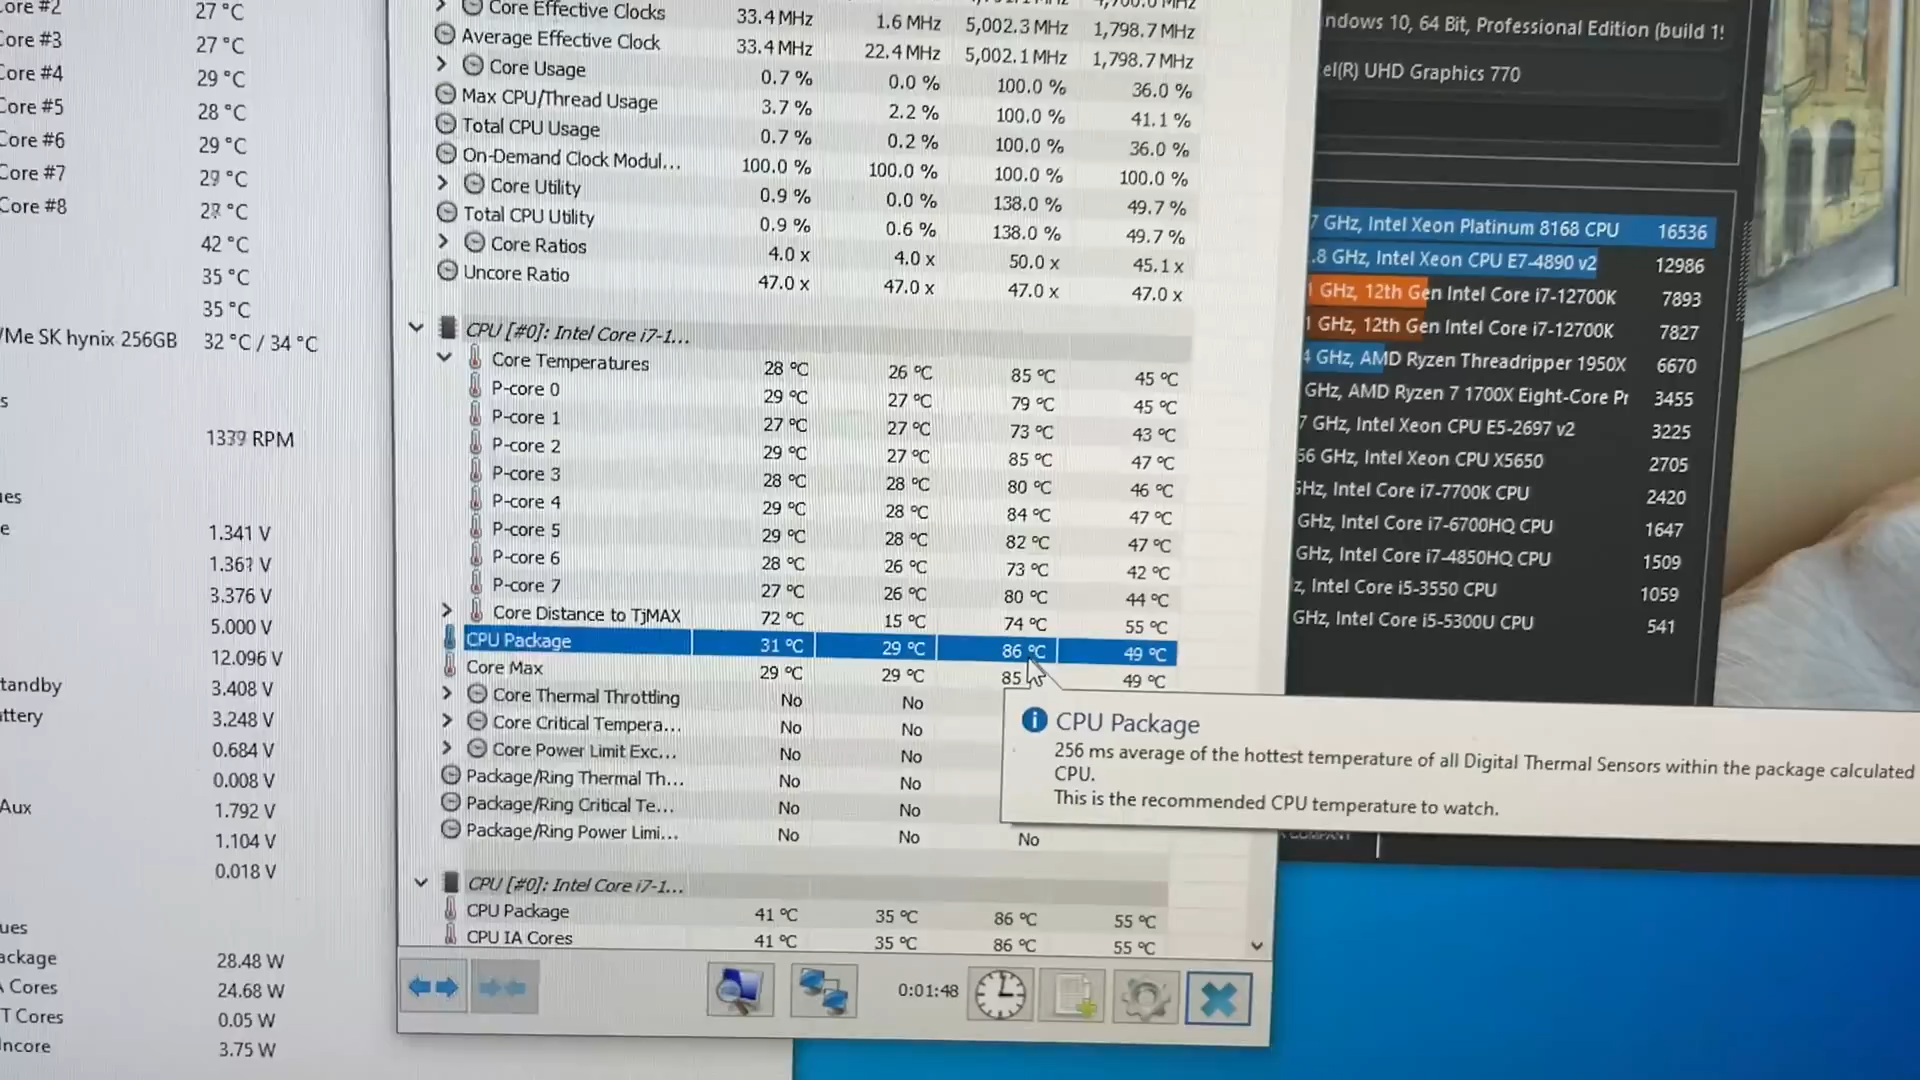 ore #2 27 °C
ore #3 27 °C
ore #4 29 °C
ore #5 28 °C
ore #6 29 °C
ore #7 °C
Core #8 °C
42 °C
35 °C
35 °C
/Me SK hynix 256GB 32 °C / 34 °C
s
1339 RPM
es
e
1.341 V
V
3.376 V
5.000 V
12.096 V
tandby 3.408 V
ttery 3.248 V
0.684 V
0.008 V
Aux 1.792 V
1.104 V
0.018 V
ues
ackage 28.48 W
Cores 24.68 W
T Cores 0.05 W
ncore 3.75 W
Core Effective Clocks 33.4 MHz 1.6 MHz 5,002.3 MHz 1,798.7 MHz
Average Effective Clock 33.4 MHz 22.4 MHz 5,002.1 MHz 1,798.7 MHz
Core Usage 0.7 % 0.0 % 100.0 % 36.0 %
Max CPU/Thread Usage 3.7 % 2.2 % 100.0 % 41.1 %
Total CPU Usage 0.7 % 0.2 % 100.0 % 36.0 %
On-Demand Clock Modul... 100.0 % 100.0 % 100.0 % 100.0 %
Core Utility 0.9 % 0.0 % 138.0 % 49.7 %
Total CPU Utility 0.9 % 0.6 % 138.0 % 49.7 %
Core Ratios 4.0 x 4.0 x 50.0 x 45.1 x
Uncore Ratio 47.0 x 47.0 x 47.0 x 47.0 x
CPU [#0]: Intel Core i7-1...
Core Temperatures 28 °C 26 °C 85 °C 45 °C
P-core 0 29 °C 27 °C 79 °C 45 °C
P-core 1 27 °C 27 °C 73 °C 43 °C
P-core 2 29 °C 27 °C 85 °C 47 °C
P-core 3 28 °C 28 °C 80 °C 46 °C
P-core 4 29 °C 28 °C 84 °C 47 °C
P-core 5 29 °C 28 °C 82 °C 47 °C
P-core 6 28 °C 26 °C 73 °C 42 °C
P-core 7 27 °C 26 °C 80 °C 44 °C
Core Distance to TjMAX 72 °C 15 °C 74 °C 55 °C
CPU Package 31 °C 29 °C 86 °C 49 °C
Core Max 29 °C 29 °C 85 49 °C
Core Thermal Throttling No No
Core Critical Tempera... No No
Core Power Limit Exc... No No
Package/Ring Thermal Th... No No
Package/Ring Critical Te... No No
Package/Ring Power Limi... No No No
CPU [#0]: Intel Core i7-1...
CPU Package 41 °C 35 °C 86 °C 55 °C
CPU IA Cores 41 °C 35 °C 86 °C 55 °C
0:01:48
CPU Package
256 ms average of the hottest temperature of all Digital Thermal Sensors within the package calculated
CPU.
This is the recommended CPU temperature to watch.
ndows 10, 64 Bit, Professional Edition (build 1
el(R) UHD Graphics 770
7 GHz, Intel Xeon Platinum 8168 CPU 16536
.8 GHz, Intel Xeon CPU E7-4890 v2 12986
1 GHz, 12th Gen Intel Core i7-12700K 7893
1 GHz, 12th Gen Intel Core i7-12700K 7827
4 GHz, AMD Ryzen Threadripper 1950X 6670
GHz, AMD Ryzen 7 1700X Eight-Core Pr 3455
7 GHz, Intel Xeon CPU E5-2697 v2 3225
56 GHz, Intel Xeon CPU X5650 2705
GHz, Intel Core i7-7700K CPU 2420
GHz, Intel Core i7-6700HQ CPU 1647
GHz, Intel Core i7-4850HQ CPU 1509
z, Intel Core i5-3550 CPU 1059
GHz, Intel Core i5-5300U CPU 541